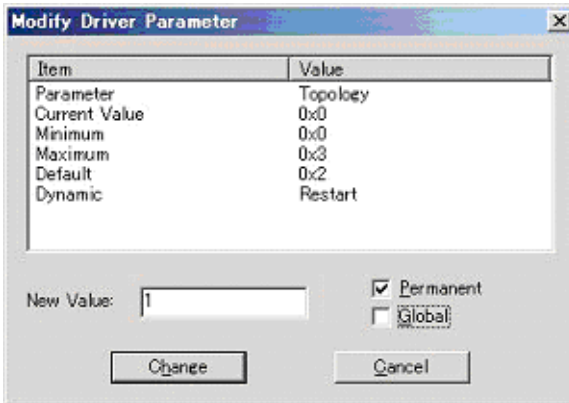 Modify Driver Parameter
Item Value
Parameter Topology
Current Value 0x0
Minimum 0x0
Maximum 0x3
Default 0x2
Dynamic Restart
New Value: 1
Permanent
Global
Change Cancel